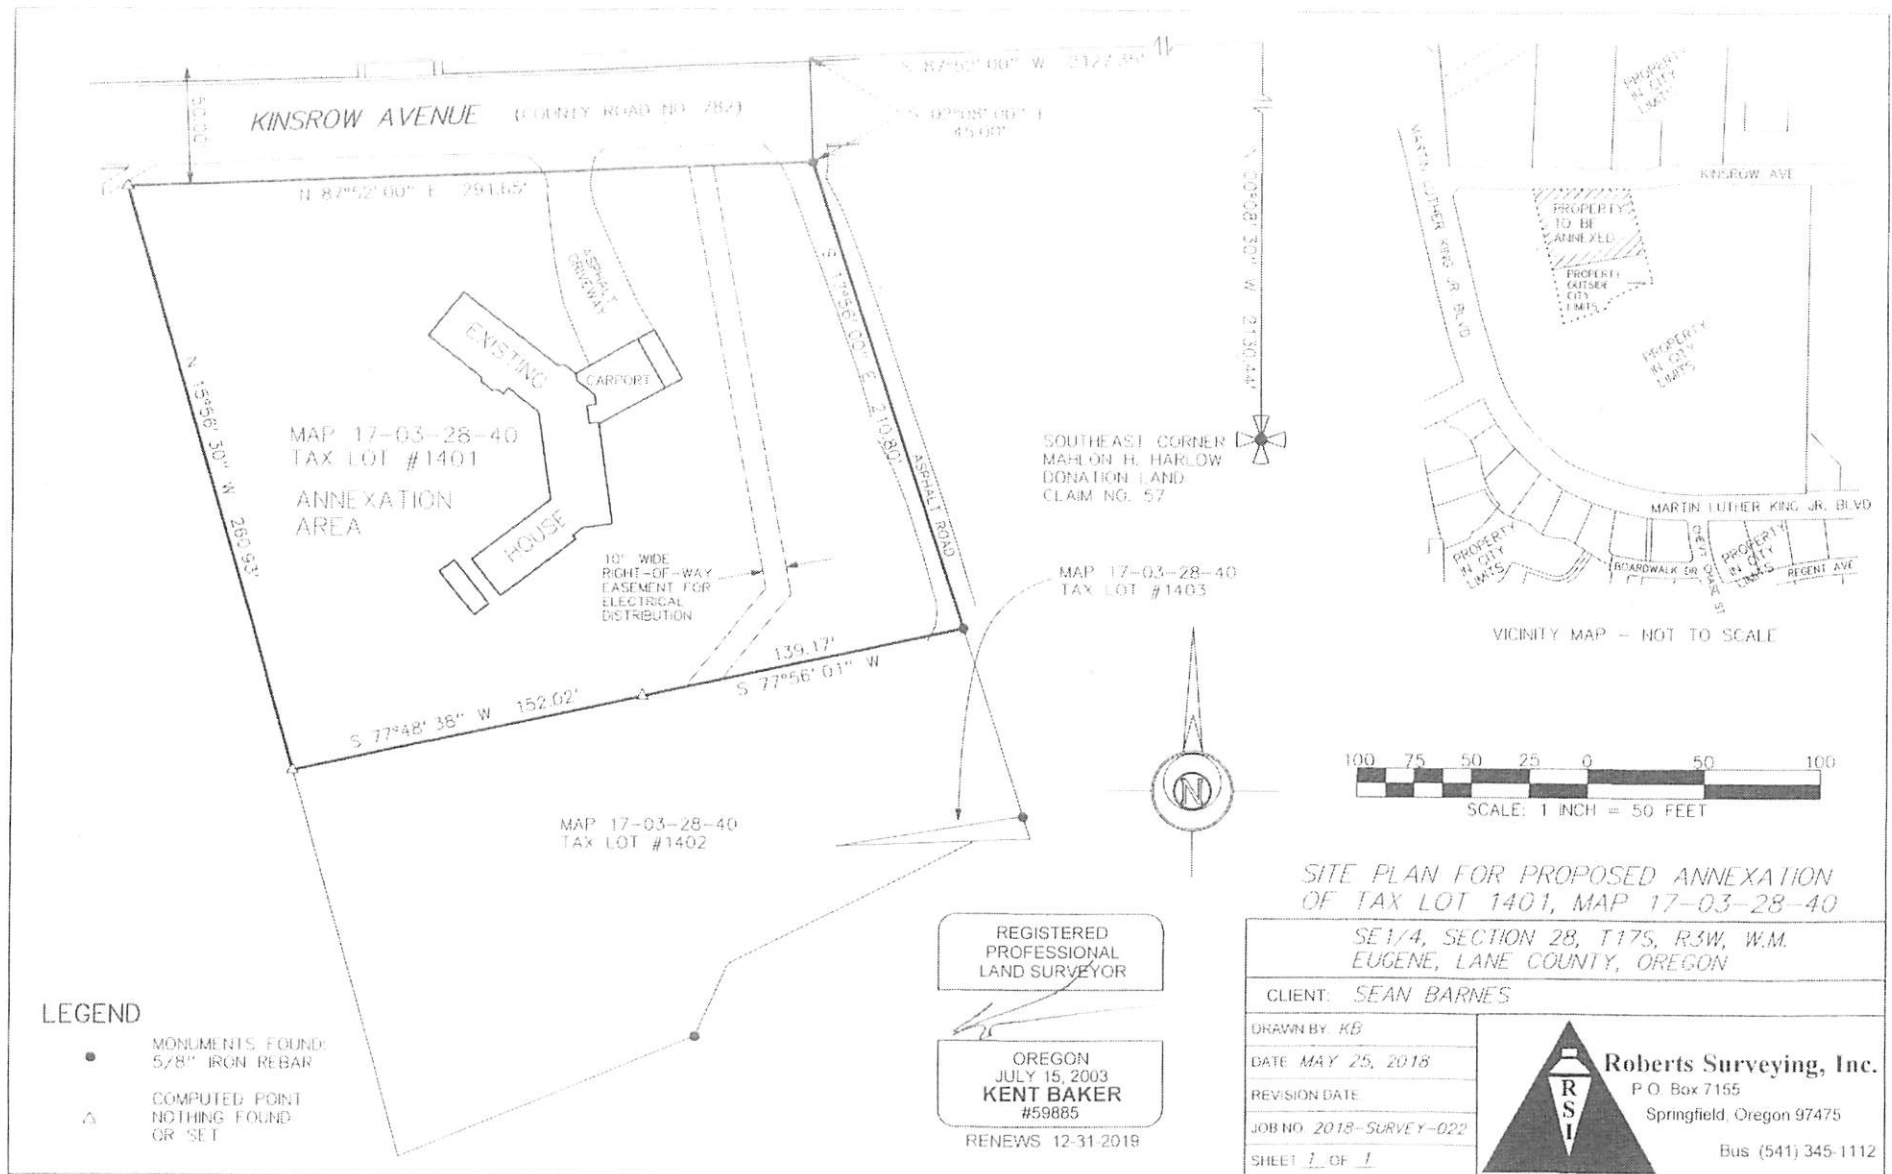 S 87°52'00" W 2127.35'
50.00
KINSROW AVENUE (COUNTY ROAD NO. 782)
S 02°08'00" E
45.00'
N 87°52'00" E 291.65'
ASPHALT
DRIVEWAY
S 17°56'00" E 210.80'
ASPHALT ROAD
N 00°08'30" W 2130.44'
EXISTING
CARPORT
HOUSE
N 15°56'30" W 260.93'
MAP 17-03-28-40
TAX LOT #1401
ANNEXATION
AREA
10' WIDE
RIGHT-OF-WAY
EASEMENT FOR
ELECTRICAL
DISTRIBUTION
SOUTHEAST CORNER
MAHLON H. HARLOW
DONATION LAND
CLAIM NO. 57
MAP 17-03-28-40
TAX LOT #1403
139.17'
S 77°56'01" W
S 77°48'38" W 152.02'
MAP 17-03-28-40
TAX LOT #1402
PROPERTY
IN CITY
LIMITS
MARTIN LUTHER KING JR. BLVD
KINSROW AVE
PROPERTY
TO BE
ANNEXED
PROPERTY
OUTSIDE
CITY
LIMITS
PROPERTY
IN CITY
LIMITS
MARTIN LUTHER KING JR. BLVD
PROPERTY
IN CITY
LIMITS
BOARDWALK DR
CHEVY CHASE ST
PROPERTY
IN CITY
LIMITS
REGENT AVE
VICINITY MAP - NOT TO SCALE
N
100 75 50 25 0 50 100
SCALE: 1 INCH = 50 FEET
SITE PLAN FOR PROPOSED ANNEXATION
OF TAX LOT 1401, MAP 17-03-28-40
SE1/4, SECTION 28, T17S, R3W, W.M.
EUGENE, LANE COUNTY, OREGON
CLIENT: SEAN BARNES
DRAWN BY: KB
DATE MAY 25, 2018
REVISION DATE
JOB NO. 2018-SURVEY-022
SHEET 1 OF 1
RSI
Roberts Surveying, Inc.
P.O. Box 7155
Springfield, Oregon 97475
Bus (541) 345-1112
REGISTERED
PROFESSIONAL
LAND SURVEYOR
OREGON
JULY 15, 2003
KENT BAKER
#59885
RENEWS 12-31-2019
LEGEND
MONUMENTS FOUND:
5/8" IRON REBAR
COMPUTED POINT
NOTHING FOUND
OR SET